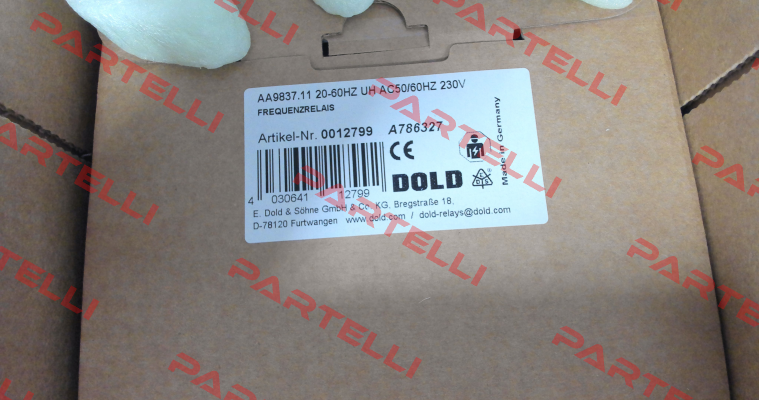 AA9837.11 20-60HZ UH AC50/60HZ 230V
FREQUENZRELAIS
Artikel-Nr. 0012799 A786327
CE
Made in Germany
DOLD
4 030641 12799
E. Dold & Söhne GmbH & Co. KG. Bregstraße 18.
D-78120 Furtwangen www.dold.com / dold-relays@dold.com
PARTELLI
PARTELLI
PARTELLI
PARTELLI
PARTELLI
PARTELLI
PARTELLI
PARTELLI
PARTELLI